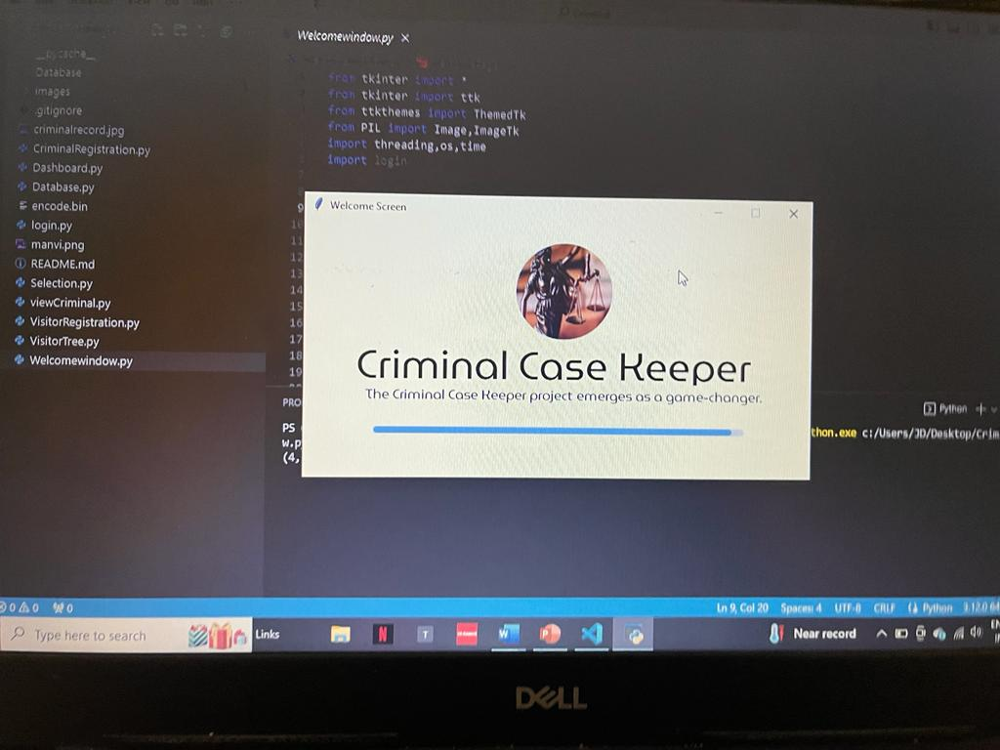 Welcomewindow.py ×
__pycache__
Database
images
.gitignore
criminalrecord.jpg
CriminalRegistration.py
Dashboard.py
Database.py
encode.bin
login.py
manvi.png
README.md
Selection.py
viewCriminal.py
VisitorRegistration.py
VisitorTree.py
Welcomewindow.py
from tkinter import *
from tkinter import ttk
from ttkthemes import ThemedTk
from PIL import Image,ImageTk
import threading,os,time
import login
9
10
11
12
13
14
15
16
17
18
19
Welcome Screen
Criminal Case Keeper
The Criminal Case Keeper project emerges as a game-changer.
PRO
Python
PS
thon.exe c:/Users/JD/Desktop/Crim
w.p
(4,
0 0 0
Ln 9, Col 20 Spaces: 4 UTF-8 CRLF Python 3.12.0 64
Type here to search
Links
Near record
DELL